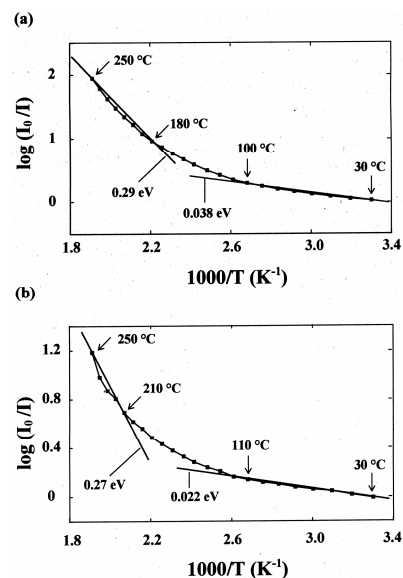 (a)
2
1
0
log (I₀/I)
250 °C
180 °C
100 °C
30 °C
0.29 eV
0.038 eV
1.8 2.2 2.6 3.0 3.4
1000/T (K⁻¹)
(b)
1.2
0.8
0.4
0
log (I₀/I)
250 °C
210 °C
110 °C
30 °C
0.27 eV
0.022 eV
1.8 2.2 2.6 3.0 3.4
1000/T (K⁻¹)